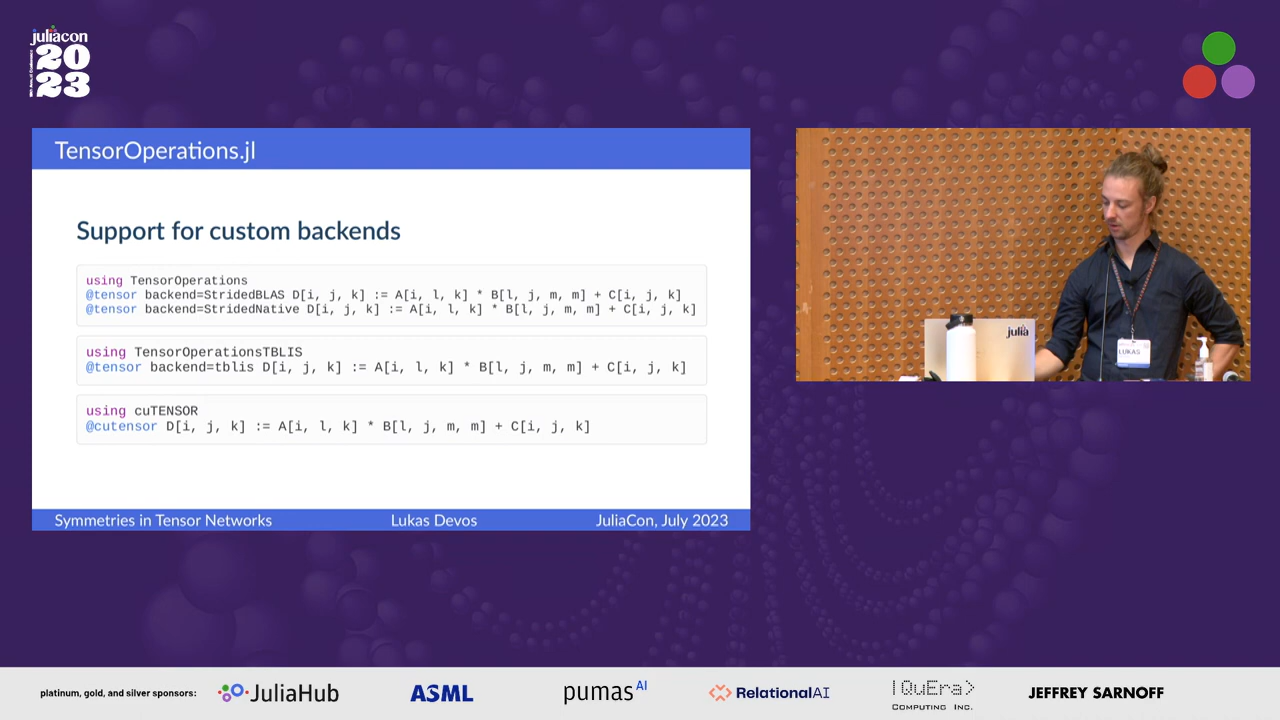 juliacon
20
23
TensorOperations.jl
Support for custom backends
using TensorOperations
@tensor backend=StridedBLAS D[i, j, k] := A[i, l, k] * B[l, j, m, m] + C[i, j, k]
@tensor backend=StridedNative D[i, j, k] := A[i, l, k] * B[l, j, m, m] + C[i, j, k]
using TensorOperationsTBLIS
@tensor backend=tblis D[i, j, k] := A[i, l, k] * B[l, j, m, m] + C[i, j, k]
using cuTENSOR
@cutensor D[i, j, k] := A[i, l, k] * B[l, j, m, m] + C[i, j, k]
Symmetries in Tensor Networks Lukas Devos JuliaCon, July 2023
julia
LUKAS
platinum, gold, and silver sponsors: JuliaHub ASML pumas AI RelationalAI |QuEra> COMPUTING INC. JEFFREY SARNOFF